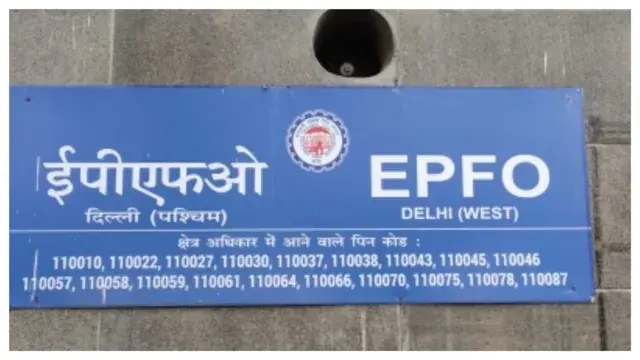 ईपीएफओ
दिल्ली (पश्चिम)
EPFO
DELHI (WEST)
क्षेत्र अधिकार में आने वाले पिन कोड :
110010, 110022, 110027, 110030, 110037, 110038, 110043, 110045, 110046
110057, 110058, 110059, 110061, 110064, 110066, 110070, 110075, 110078, 110087